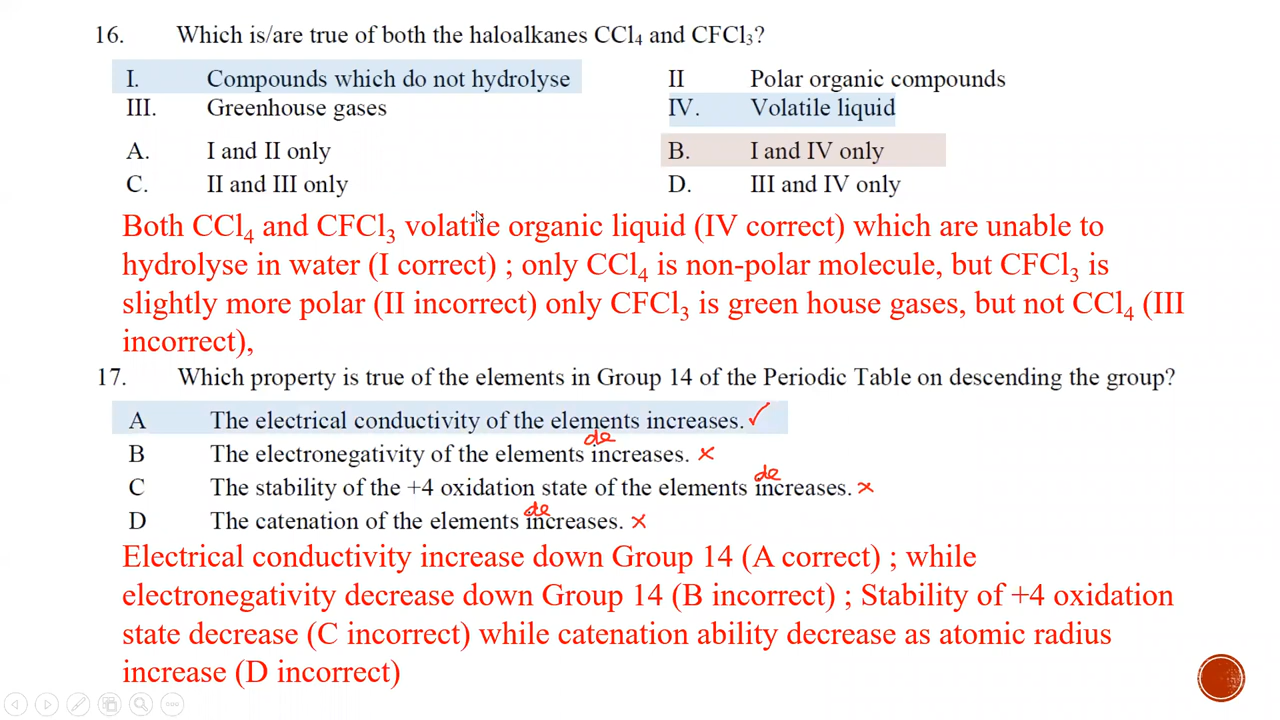 16. Which is/are true of both the haloalkanes CCl₄ and CFCl₃?
I. Compounds which do not hydrolyse II Polar organic compounds
III. Greenhouse gases IV. Volatile liquid
A. I and II only B. I and IV only
C. II and III only D. III and IV only
Both CCl₄ and CFCl₃ volatile organic liquid (IV correct) which are unable to
hydrolyse in water (I correct) ; only CCl₄ is non-polar molecule, but CFCl₃ is
slightly more polar (II incorrect) only CFCl₃ is green house gases, but not CCl₄ (III
incorrect),
17. Which property is true of the elements in Group 14 of the Periodic Table on descending the group?
A The electrical conductivity of the elements increases. ✓
de
B The electronegativity of the elements increases. ×
de
C The stability of the +4 oxidation state of the elements increases. ×
de
D The catenation of the elements increases. ×
Electrical conductivity increase down Group 14 (A correct) ; while
electronegativity decrease down Group 14 (B incorrect) ; Stability of +4 oxidation
state decrease (C incorrect) while catenation ability decrease as atomic radius
increase (D incorrect)